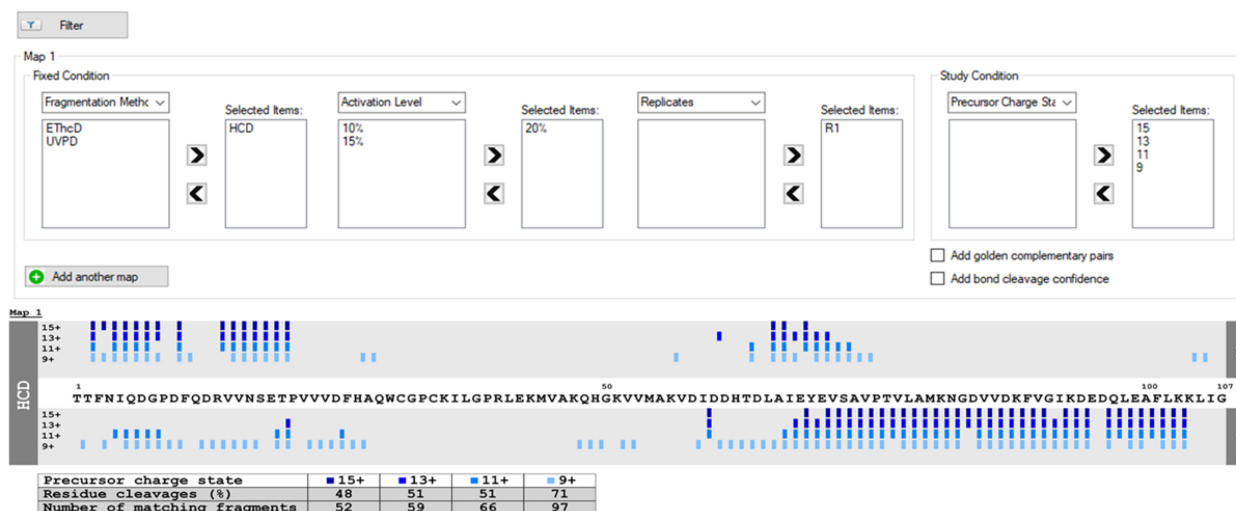 Filter
Map 1
Fixed Condition
Study Condition
Fragmentation Methc
Selected Items:
Activation Level
Selected Items:
Replicates
Selected Items:
Precursor Charge Sta
Selected Items:
EThcD
UVPD
HCD
10%
15%
20%
R1
15
13
11
9
Add another map
Add golden complementary pairs
Add bond cleavage confidence
Map 1
HCD
15+
13+
11+
9+
1 50 100 107
TTFNIQDGPDFQDRVVNSETPVVVDFHAQWCGPCKILGPRLEKMVAKQHGKVVMAKVDIDDHTDLAIEYEVSAVPTVLAMKNGDVVDKFVGIKDEDQLEAFLKKLIG
15+
13+
11+
9+
Precursor charge state 15+ 13+ 11+ 9+
Residue cleavages (%) 48 51 51 71
Number of matching fragments 52 59 66 97